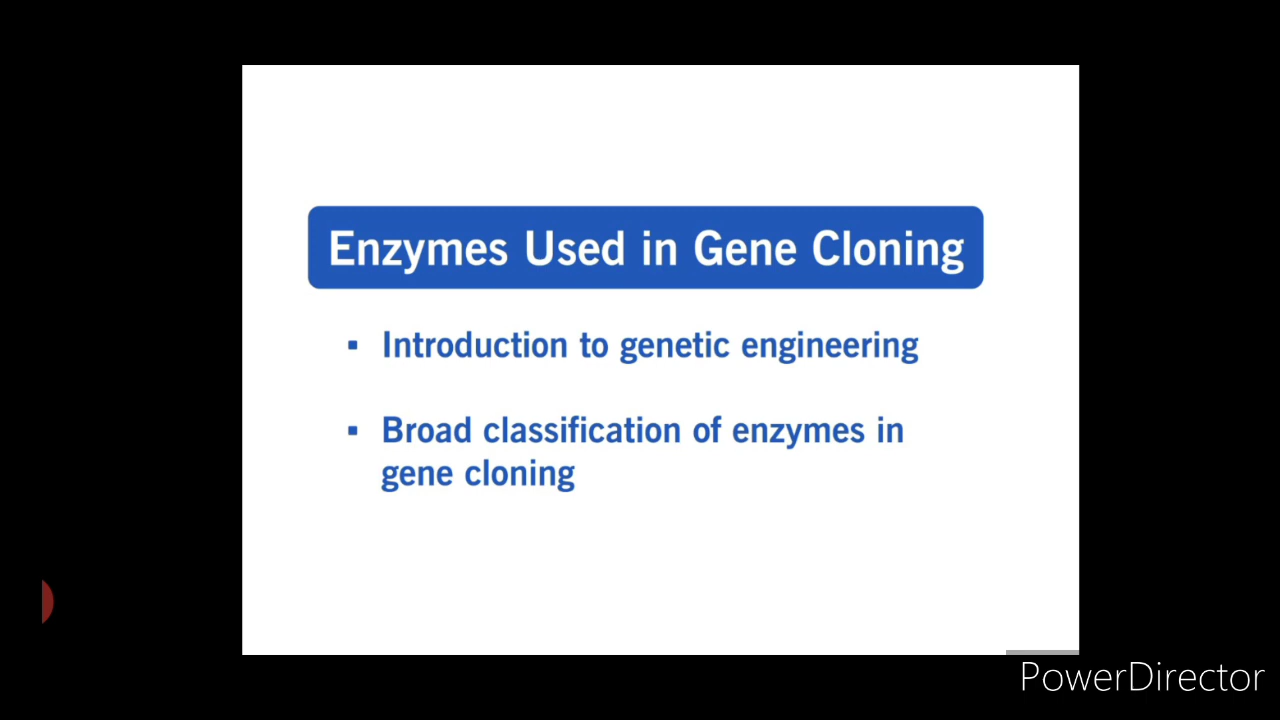 Enzymes Used in Gene Cloning
▪ Introduction to genetic engineering
▪ Broad classification of enzymes in
gene cloning
PowerDirector